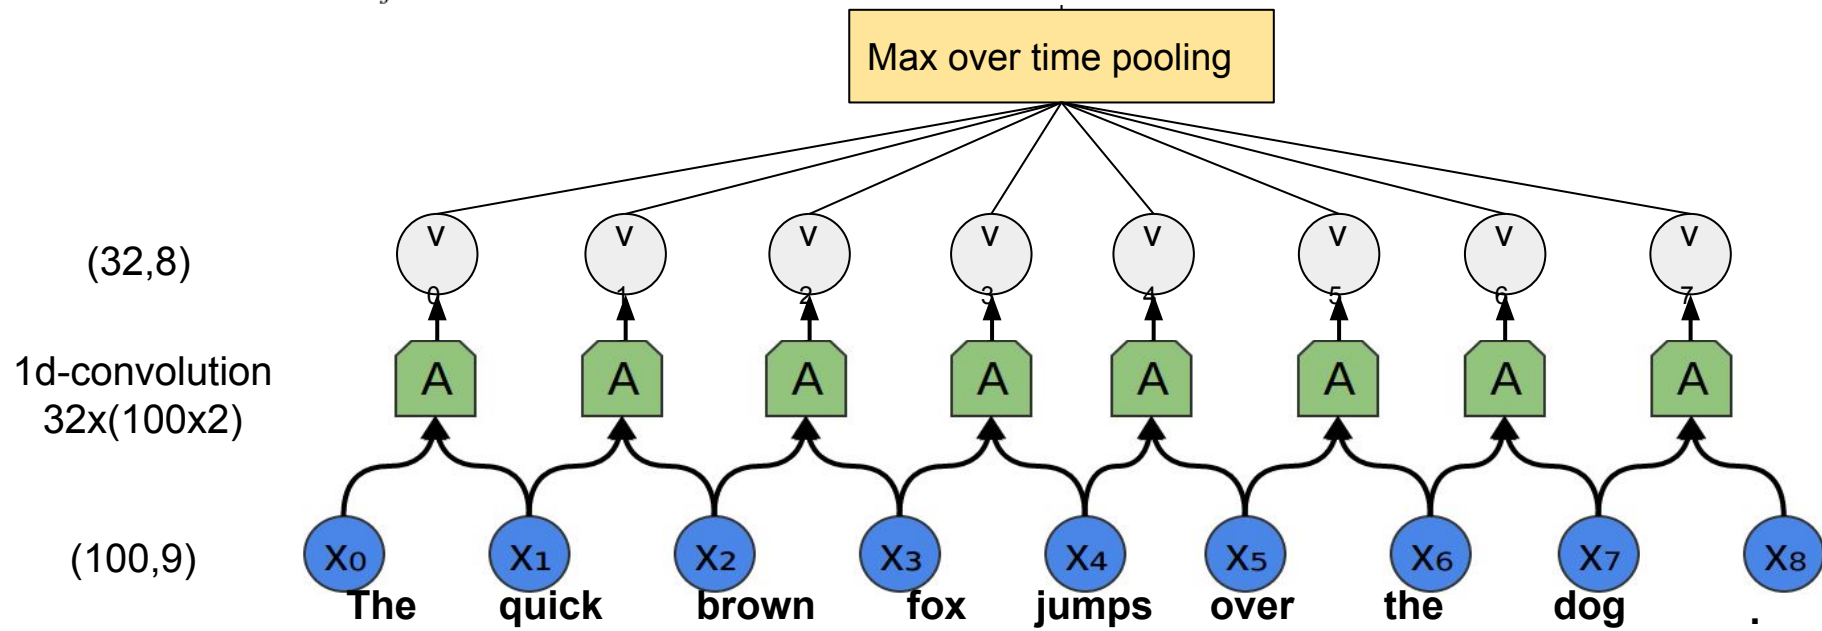 Max over time pooling
(32,8)
v v v v v v v v
0 1 2 3 4 5 6 7
1d-convolution
32x(100x2)
A A A A A A A A
(100,9)
x₀ x₁ x₂ x₃ x₄ x₅ x₆ x₇ x₈
The quick brown fox jumps over the dog .